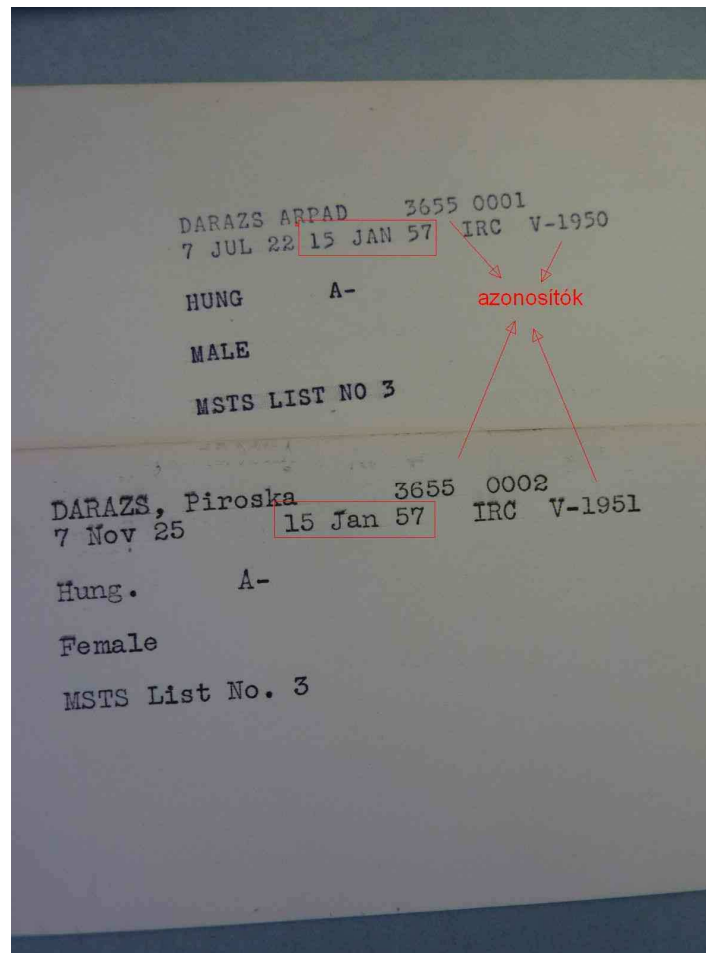 DARAZS ARPAD 3655 0001
7 JUL 22 15 JAN 57 IRC V-1950
HUNG A-
azonosítók
MALE
MSTS LIST NO 3
DARAZS, Piroska 3655 0002
7 Nov 25 15 Jan 57 IRC V-1951
Hung. A-
Female
MSTS List No. 3